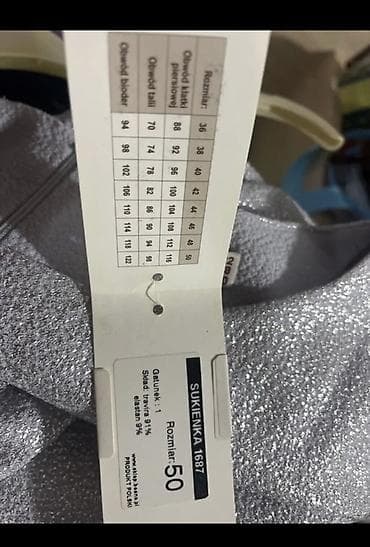 Rozmiar: 36 38 40 42 44 46 48 50
Obwód klatki piersiowej 88 92 96 100 104 108 112 116
Obwód talii 70 74 78 82 86 90 94 98
Obwód bioder 94 98 102 106 110 114 118 122
SUKIENKA 1687
Rozmiar: 50
Gatunek : 1
Skład: travira 91%
elastan 9%
PRODUKT POLSKI